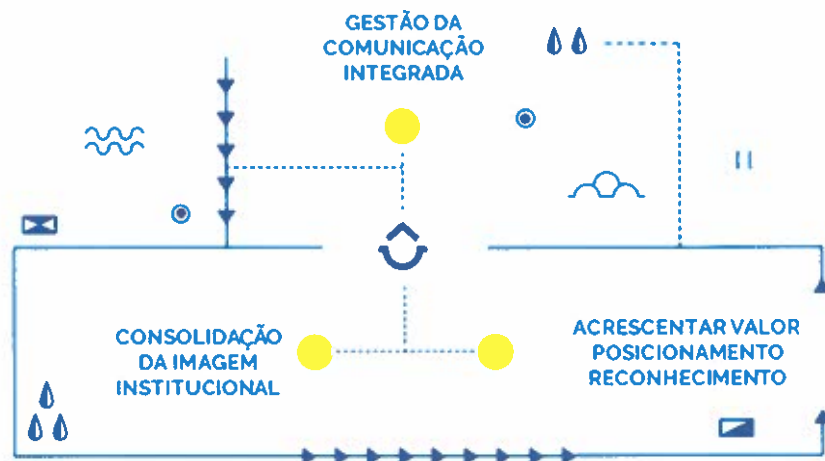 GESTÃO DA
COMUNICAÇÃO
INTEGRADA
CONSOLIDAÇÃO
DA IMAGEM
INSTITUCIONAL
ACRESCENTAR VALOR
POSICIONAMENTO
RECONHECIMENTO